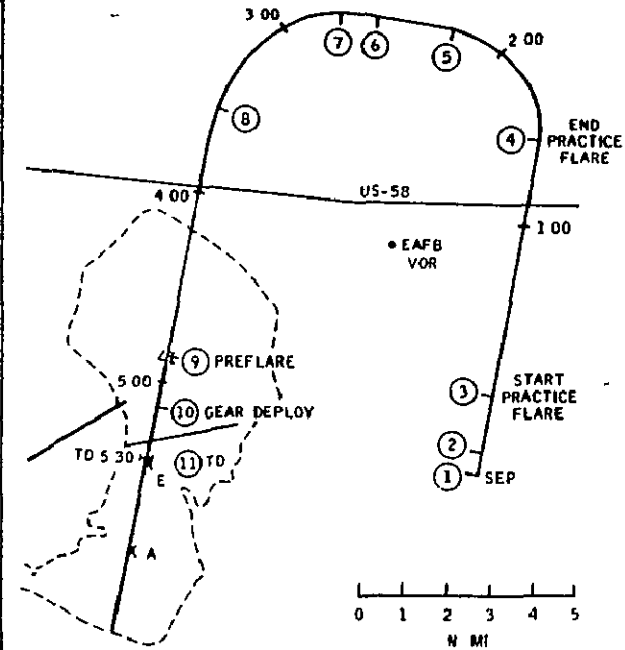 3 00
7
6
5
2 00
8
4
END
PRACTICE
FLARE
US-58
4 00
1 00
EAFB
VOR
9 PREFLARE
5 00
3
START
PRACTICE
FLARE
10 GEAR DEPLOY
2
TD 5 30
11 TD
1 SEP
E
A
0 1 2 3 4 5
N MI